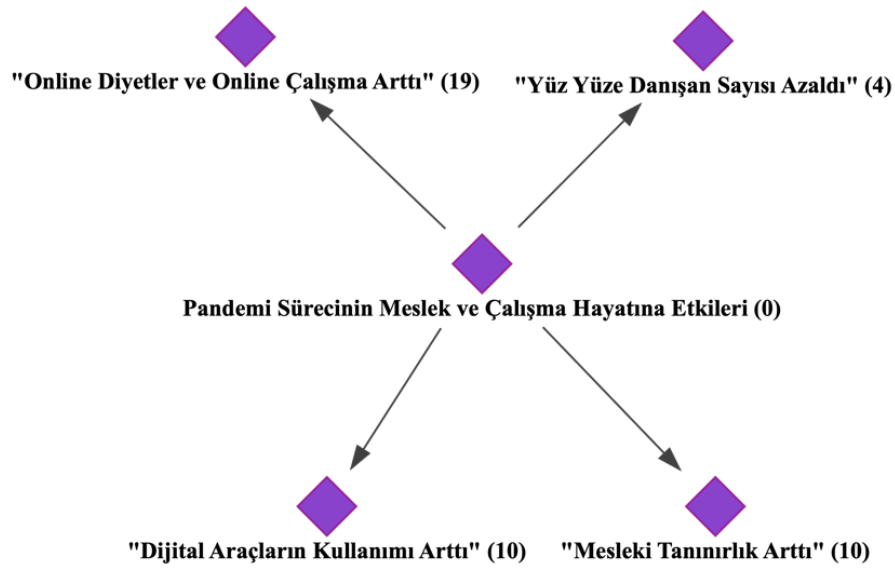 "Online Diyetler ve Online Çalışma Arttı" (19)
"Yüz Yüze Danışan Sayısı Azaldı" (4)
Pandemi Sürecinin Meslek ve Çalışma Hayatına Etkileri (0)
"Dijital Araçların Kullanımı Arttı" (10)
"Mesleki Tanınırlık Arttı" (10)